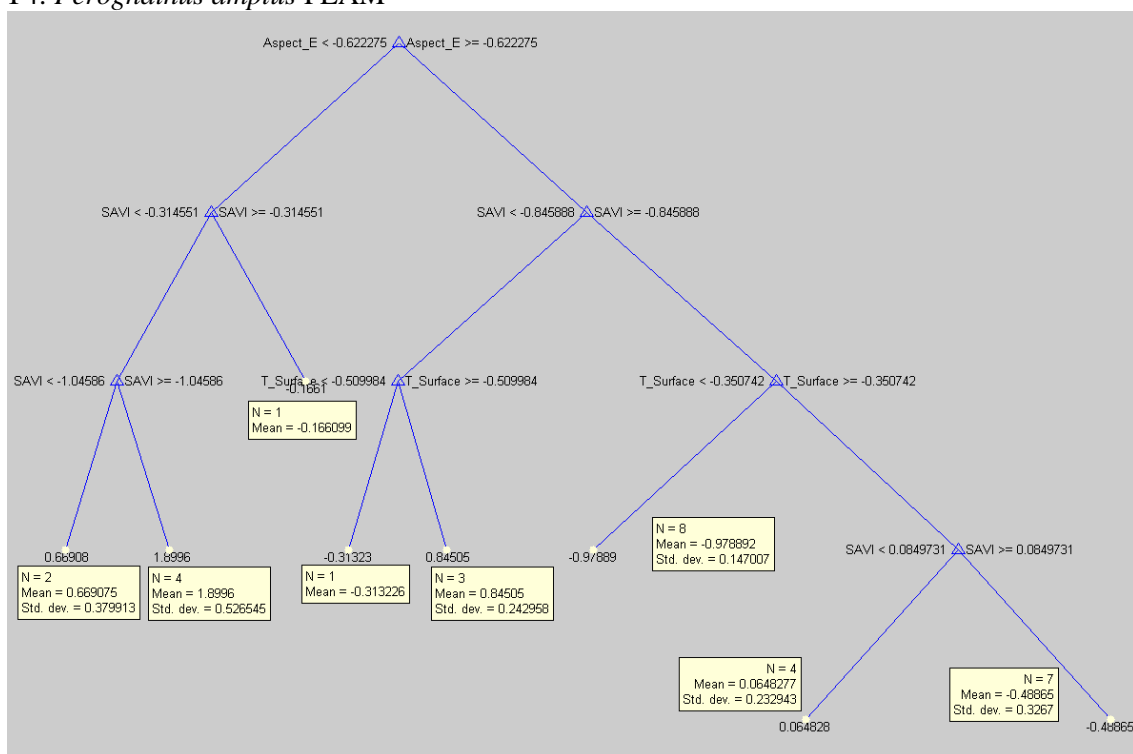 Aspect_E < -0.622275 Aspect_E >= -0.622275
SAVI < -0.314551 SAVI >= -0.314551
SAVI < -0.845888 SAVI >= -0.845888
SAVI < -1.04586 SAVI >= -1.04586
-0.1661
T_Surface < -0.509984 T_Surface >= -0.509984
T_Surface < -0.350742 T_Surface >= -0.350742
N = 1
Mean = -0.166099
0.66908
N = 2
Mean = 0.669075
Std. dev. = 0.379913
1.8996
N = 4
Mean = 1.8996
Std. dev. = 0.526545
-0.31323
N = 1
Mean = -0.313226
0.84505
N = 3
Mean = 0.84505
Std. dev. = 0.242958
-0.97889
N = 8
Mean = -0.978892
Std. dev. = 0.147007
SAVI < 0.0849731 SAVI >= 0.0849731
N = 4
Mean = 0.0648277
Std. dev. = 0.232943
0.064828
N = 7
Mean = -0.48865
Std. dev. = 0.3267
-0.48865